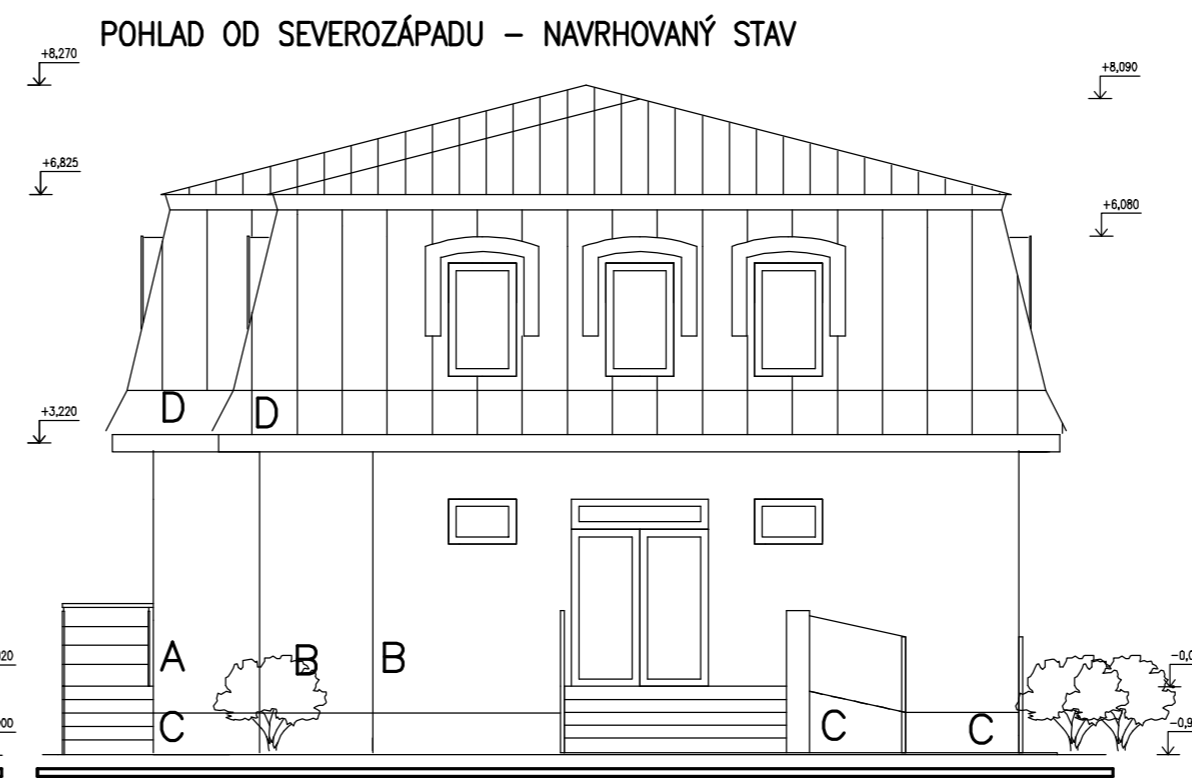 POHLAD OD SEVEROZÁPADU – NAVRHOVANÝ STAV
+8,270
+8,090
+6,825
+6,080
+3,220
D
D
A
B
B
C
C
C